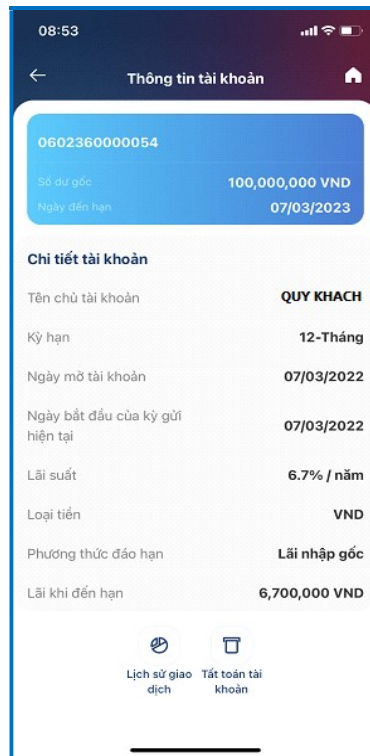 08:53
Thông tin tài khoản
0602360000054
Số dư gốc 100,000,000 VND
Ngày đến hạn 07/03/2023
Chi tiết tài khoản
Tên chủ tài khoản QUY KHACH
Kỳ hạn 12-Tháng
Ngày mở tài khoản 07/03/2022
Ngày bắt đầu của kỳ gửi
hiện tại 07/03/2022
Lãi suất 6.7% / năm
Loại tiền VND
Phương thức đáo hạn Lãi nhập gốc
Lãi khi đến hạn 6,700,000 VND
Lịch sử giao Tất toán tài
dịch khoản